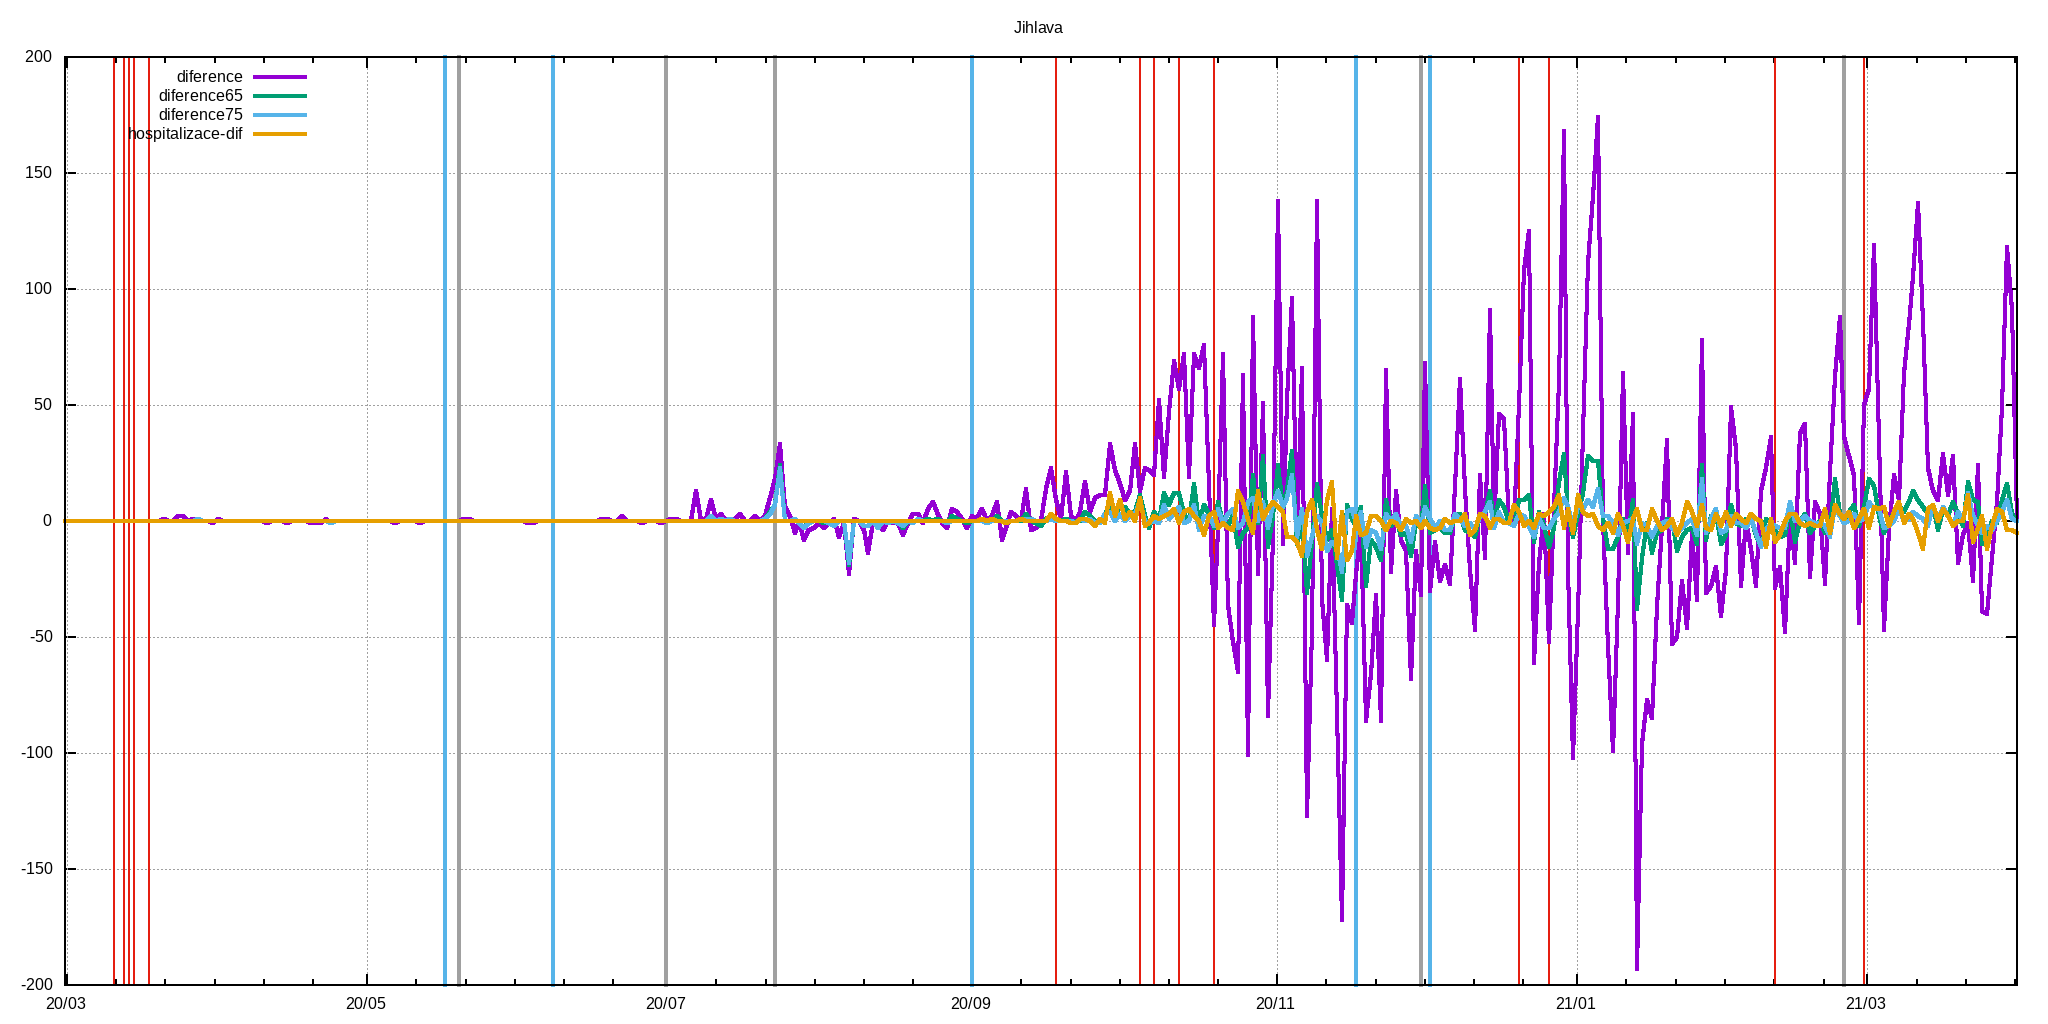 Jihlava
200
150
100
50
0
-50
-100
-150
-200
diference
diference65
diference75
hospitalizace-dif
20/03 20/05 20/07 20/09 20/11 21/01 21/03